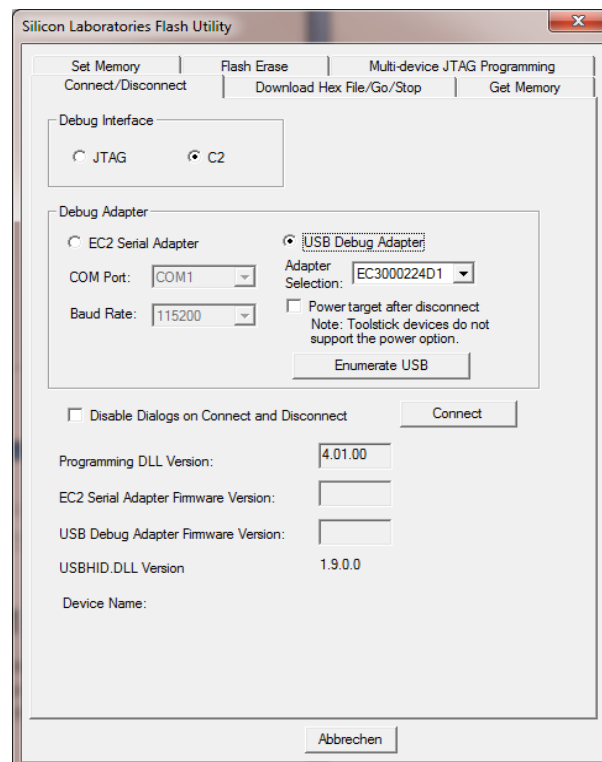 Silicon Laboratories Flash Utility
Set Memory
Flash Erase
Multi-device JTAG Programming
Connect/Disconnect
Download Hex File/Go/Stop
Get Memory
Debug Interface
JTAG
C2
Debug Adapter
EC2 Serial Adapter
USB Debug Adapter
COM Port:
COM1
Adapter
Selection:
EC3000224D1
Baud Rate:
115200
Power target after disconnect
Note: Toolstick devices do not
support the power option.
Enumerate USB
Disable Dialogs on Connect and Disconnect
Connect
Programming DLL Version:
4.01.00
EC2 Serial Adapter Firmware Version:
USB Debug Adapter Firmware Version:
USBHID.DLL Version
1.9.0.0
Device Name:
Abbrechen